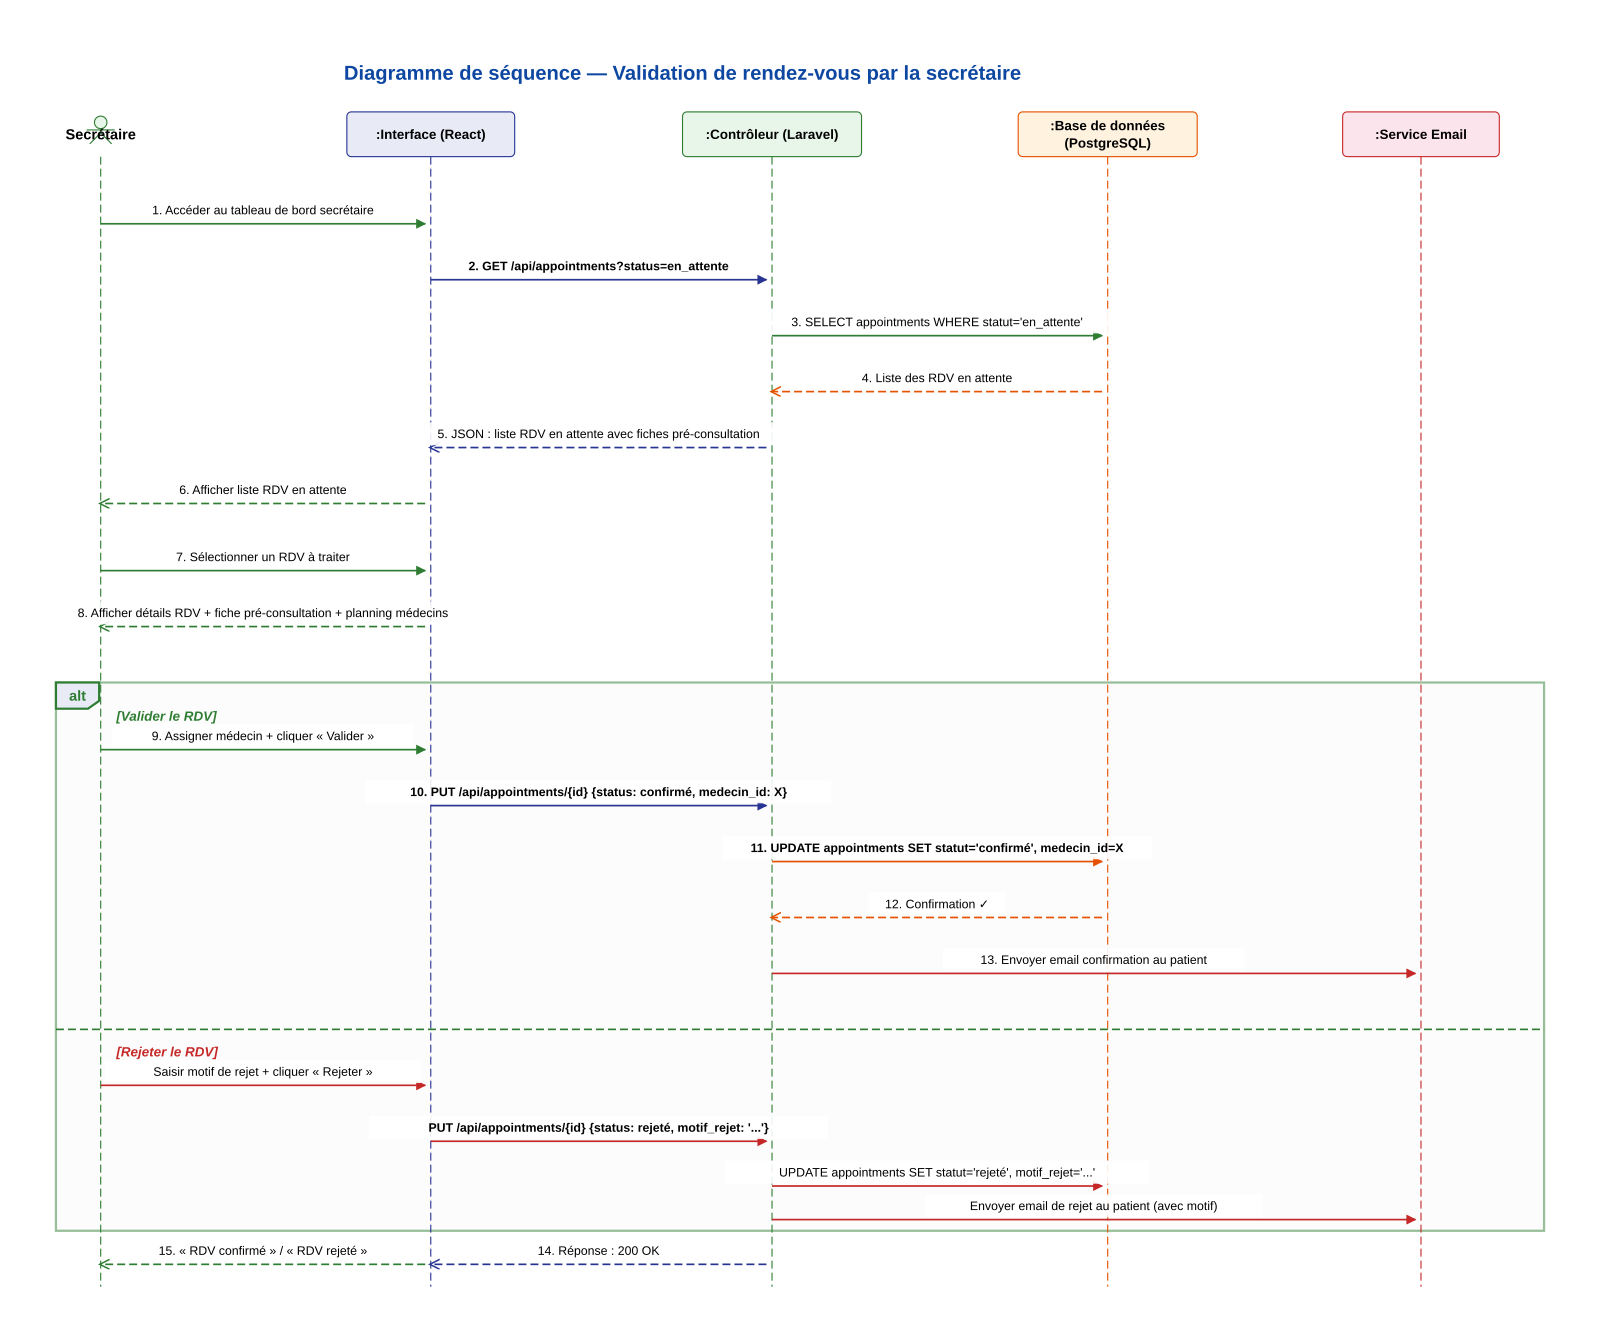 Diagramme de séquence — Validation de rendez-vous par la secrétaire
Secrétaire
:Interface (React)
:Contrôleur (Laravel)
:Base de données
(PostgreSQL)
:Service Email
1. Accéder au tableau de bord secrétaire
2. GET /api/appointments?status=en_attente
3. SELECT appointments WHERE statut='en_attente'
4. Liste des RDV en attente
5. JSON : liste RDV en attente avec fiches pré-consultation
6. Afficher liste RDV en attente
7. Sélectionner un RDV à traiter
8. Afficher détails RDV + fiche pré-consultation + planning médecins
alt
[Valider le RDV]
9. Assigner médecin + cliquer « Valider »
10. PUT /api/appointments/{id} {status: confirmé, medecin_id: X}
11. UPDATE appointments SET statut='confirmé', medecin_id=X
12. Confirmation ✓
13. Envoyer email confirmation au patient
[Rejeter le RDV]
Saisir motif de rejet + cliquer « Rejeter »
PUT /api/appointments/{id} {status: rejeté, motif_rejet: '...'}
UPDATE appointments SET statut='rejeté', motif_rejet='...'
Envoyer email de rejet au patient (avec motif)
15. « RDV confirmé » / « RDV rejeté »
14. Réponse : 200 OK